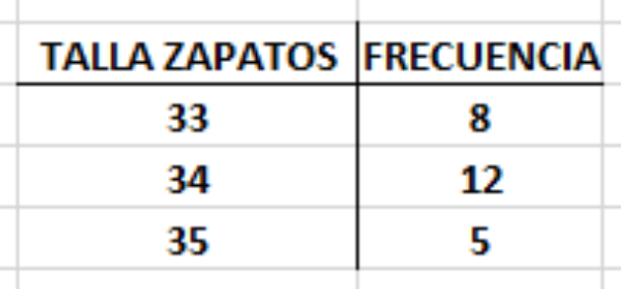 TALLA ZAPATOS FRECUENCIA
33 8
34 12
35 5